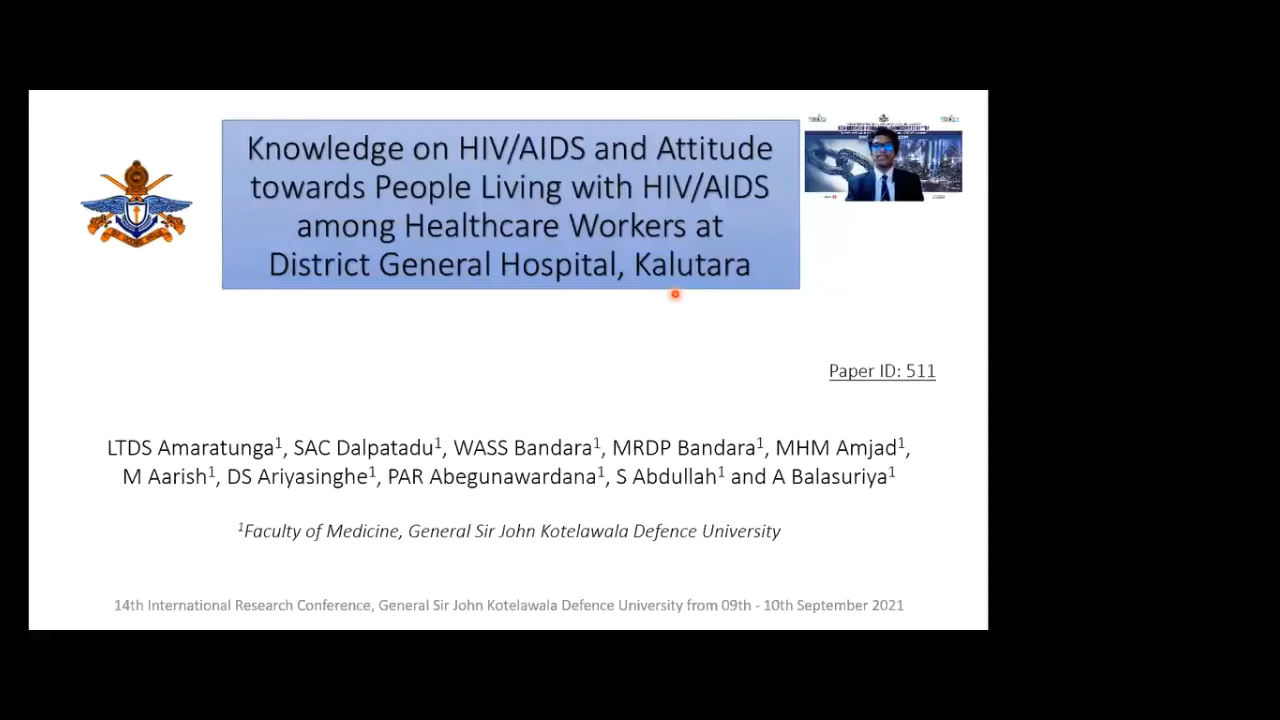 Knowledge on HIV/AIDS and Attitude
towards People Living with HIV/AIDS
among Healthcare Workers at
District General Hospital, Kalutara
Paper ID: 511
LTDS Amaratunga¹, SAC Dalpatadu¹, WASS Bandara¹, MRDP Bandara¹, MHM Amjad¹,
M Aarish¹, DS Ariyasinghe¹, PAR Abegunawardana¹, S Abdullah¹ and A Balasuriya¹
¹Faculty of Medicine, General Sir John Kotelawala Defence University
14th International Research Conference, General Sir John Kotelawala Defence University from 09th - 10th September 2021